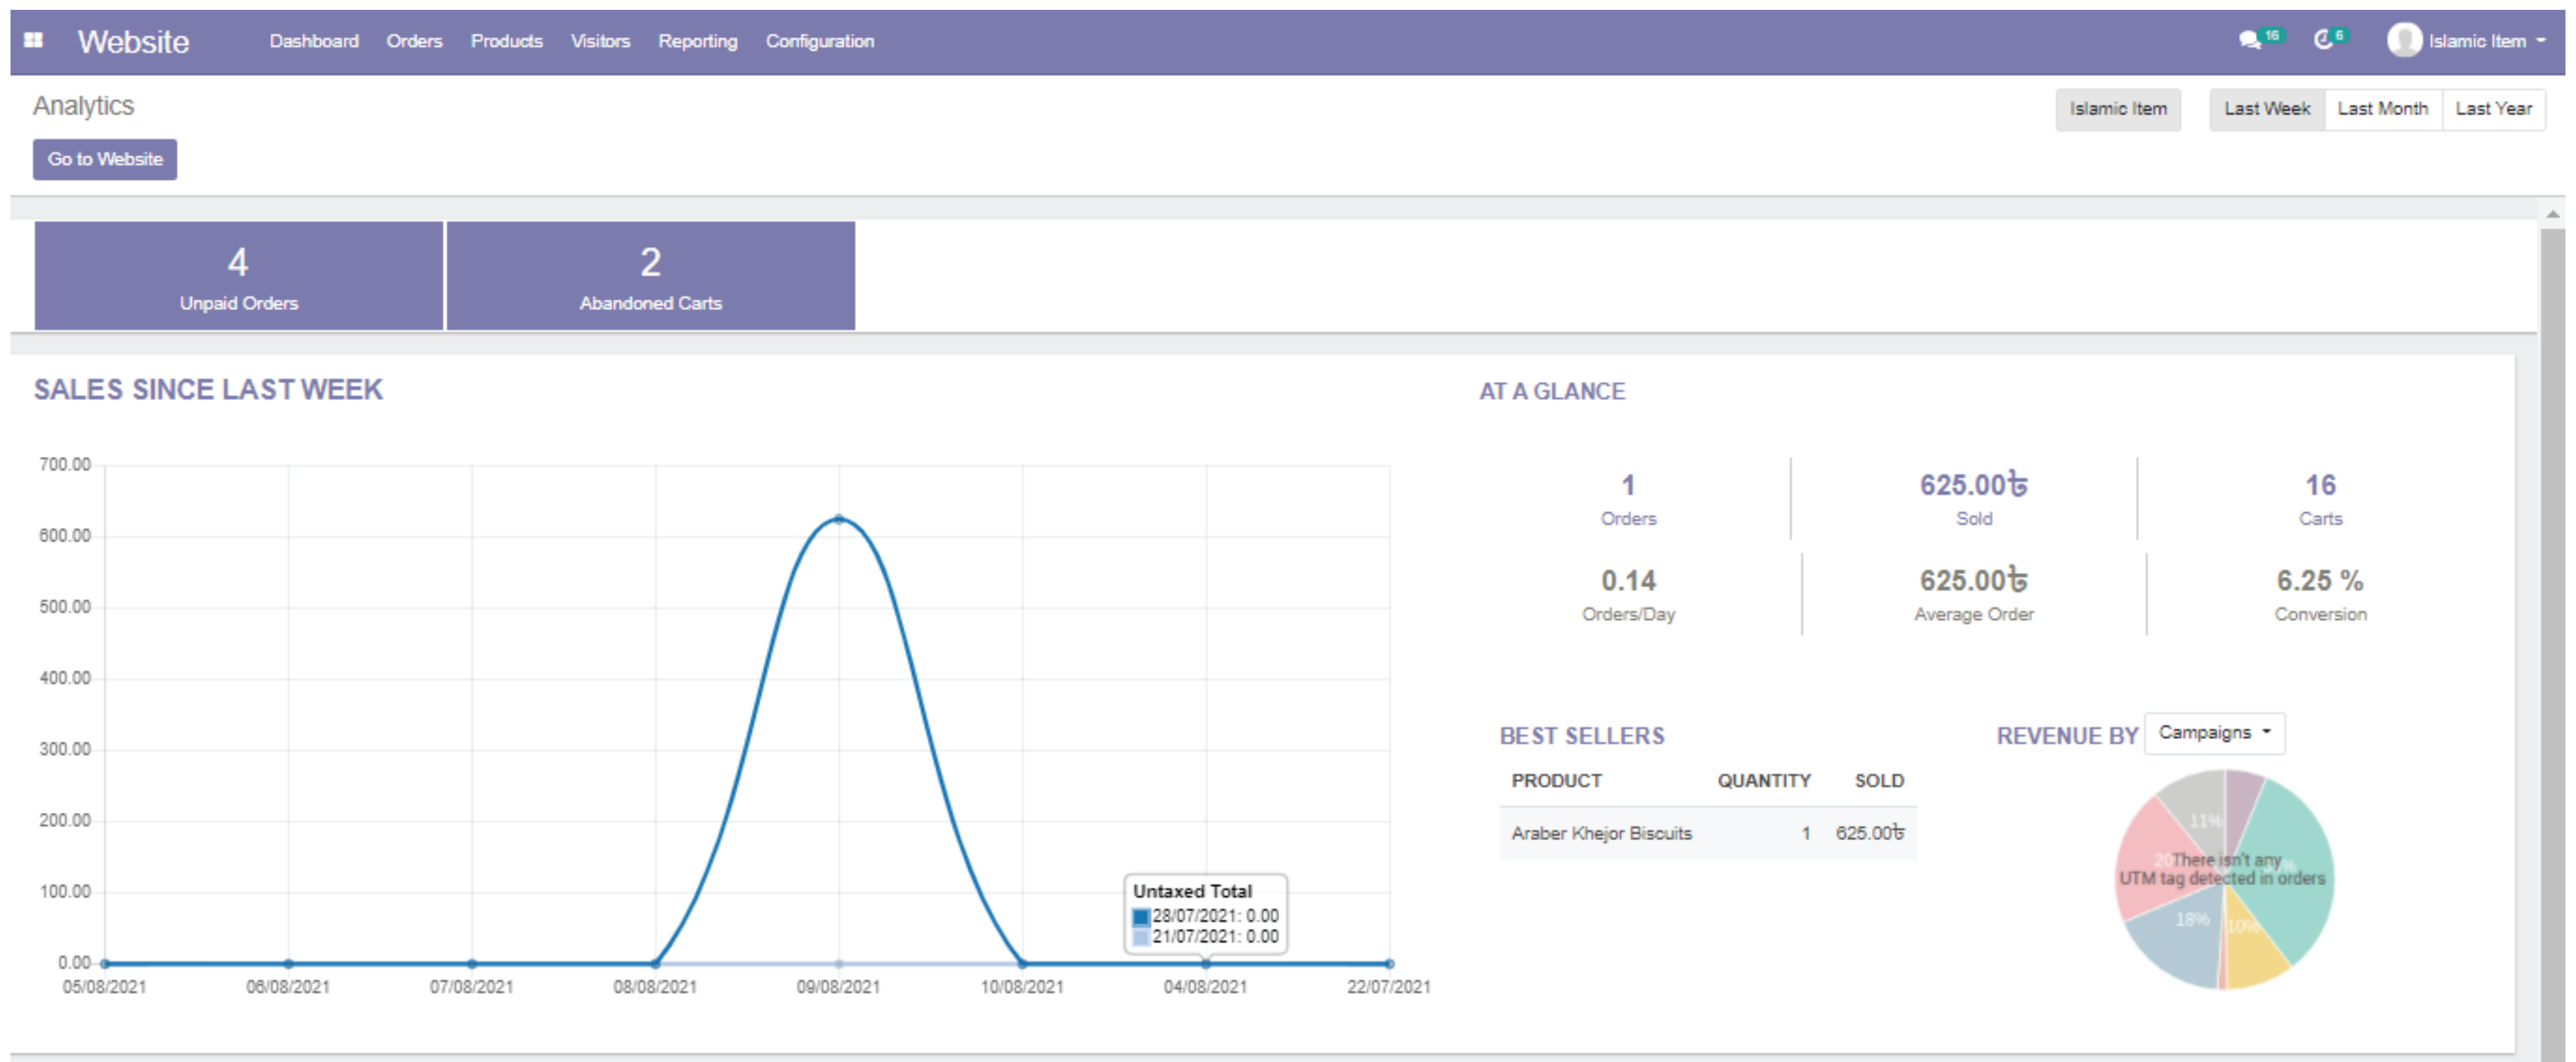 Website Dashboard Orders Products Visitors Reporting Configuration 16 6 Islamic Item
Analytics Islamic Item Last Week Last Month Last Year
Go to Website
4
Unpaid Orders
2
Abandoned Carts
SALES SINCE LAST WEEK
700.00
600.00
500.00
400.00
300.00
200.00
100.00
0.00
05/08/2021 06/08/2021 07/08/2021 08/08/2021 09/08/2021 10/08/2021 04/08/2021 22/07/2021
Untaxed Total
28/07/2021: 0.00
21/07/2021: 0.00
AT A GLANCE
1
Orders
625.00৳
Sold
16
Carts
0.14
Orders/Day
625.00৳
Average Order
6.25 %
Conversion
BEST SELLERS
PRODUCT QUANTITY SOLD
Araber Khejor Biscuits 1 625.00৳
REVENUE BY Campaigns
11%
There isn't any
UTM tag detected in orders
18% 10%